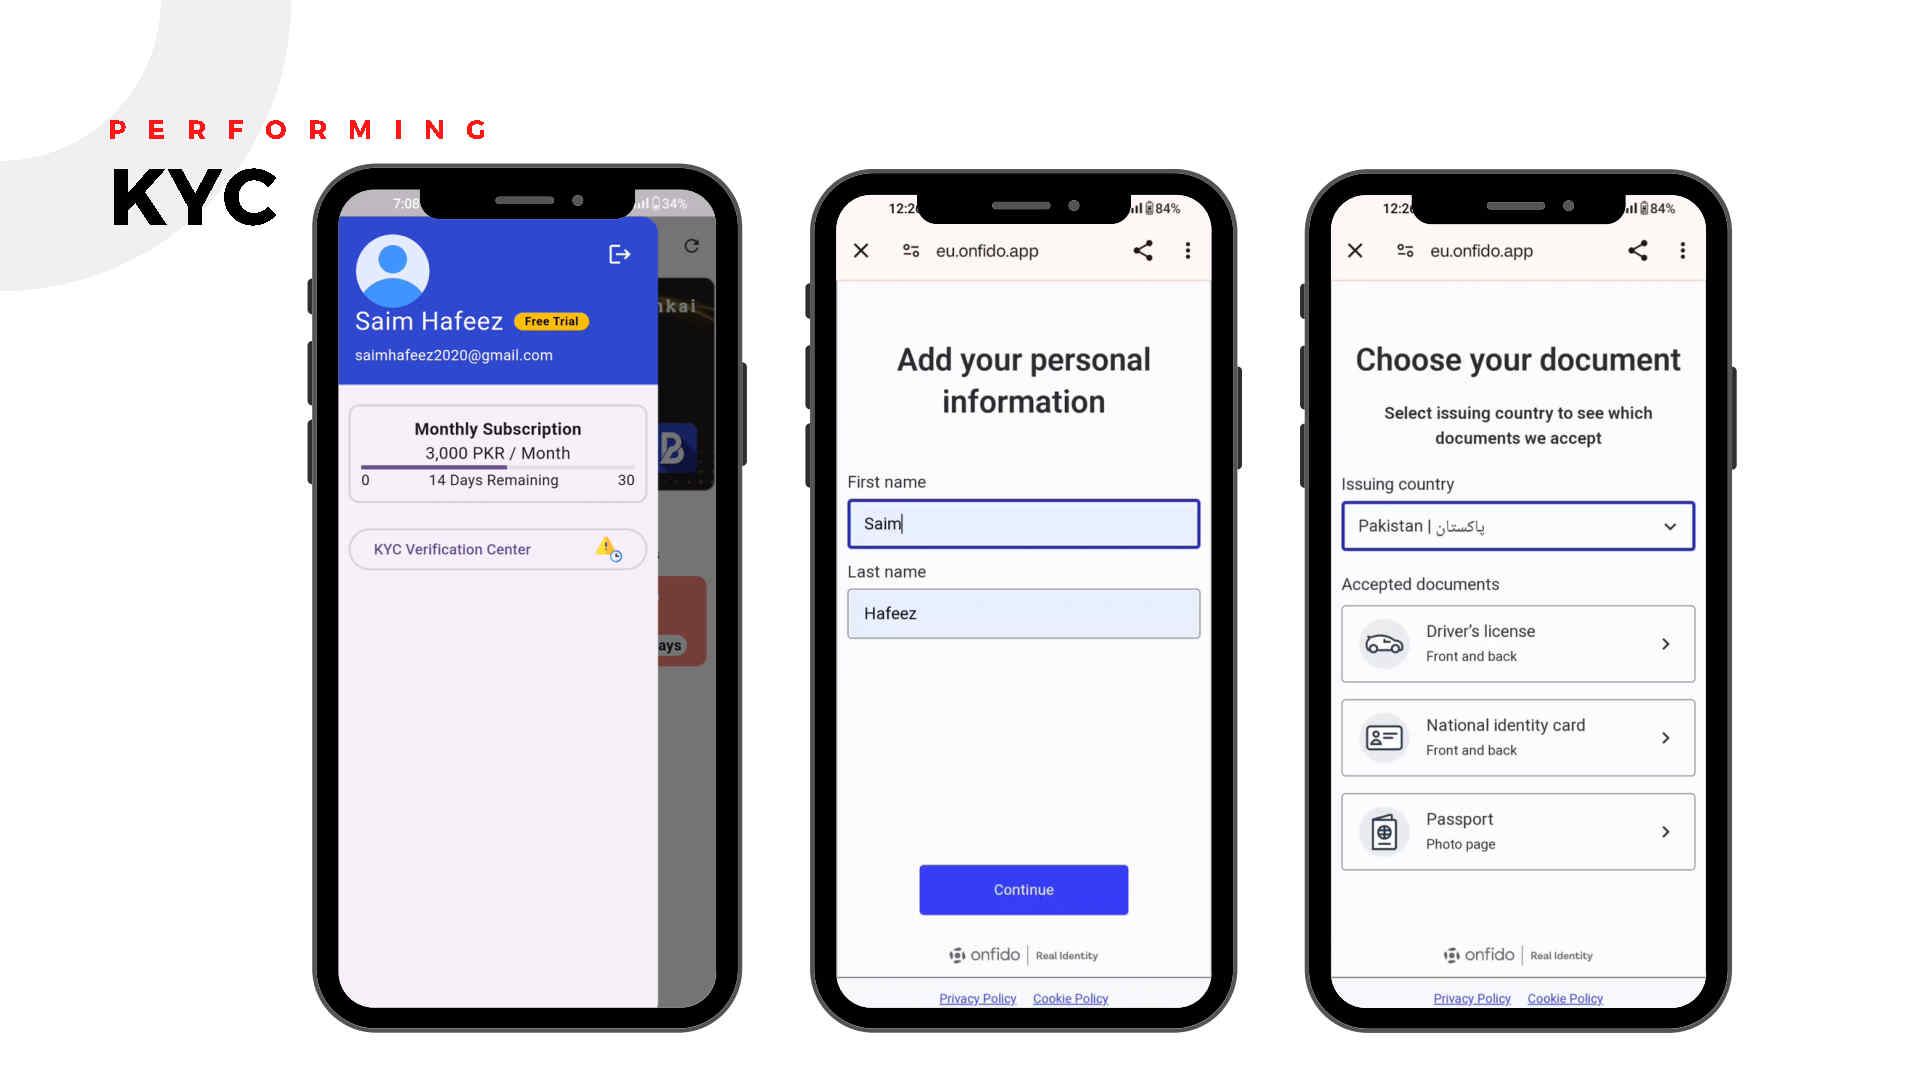 PERFORMING
KYC
7:08
34%
Saim Hafeez
Free Trial
saimhafeez2020@gmail.com
nkai
B
Monthly Subscription
3,000 PKR / Month
0
14 Days Remaining
30
KYC Verification Center
ays
84%
eu.onfido.app
Add your personal
information
First name
Saim
Last name
Hafeez
Continue
onfido
Real Identity
Privacy Policy
Cookie Policy
84%
eu.onfido.app
Choose your document
Select issuing country to see which
documents we accept
Issuing country
Pakistan | پاکستان
Accepted documents
Driver's license
Front and back
National identity card
Front and back
Passport
Photo page
onfido
Real Identity
Privacy Policy
Cookie Policy